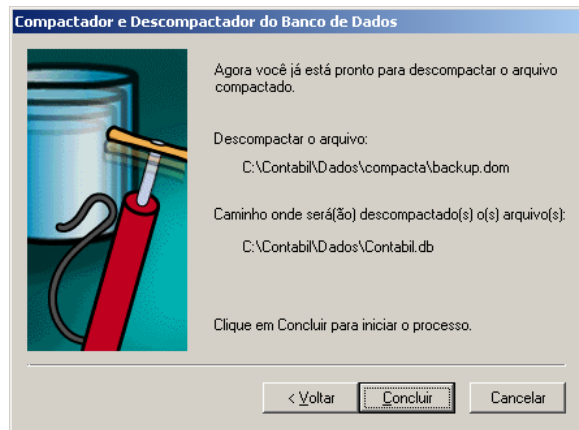 Compactador e Descompactador do Banco de Dados
Agora você já está pronto para descompactar o arquivo
compactado.
Descompactar o arquivo:
C:\Contabil\Dados\compacta\backup.dom
Caminho onde será(ão) descompactado(s) o(s) arquivo(s):
C:\Contabil\Dados\Contabil.db
Clique em Concluir para iniciar o processo.
< Voltar
Concluir
Cancelar